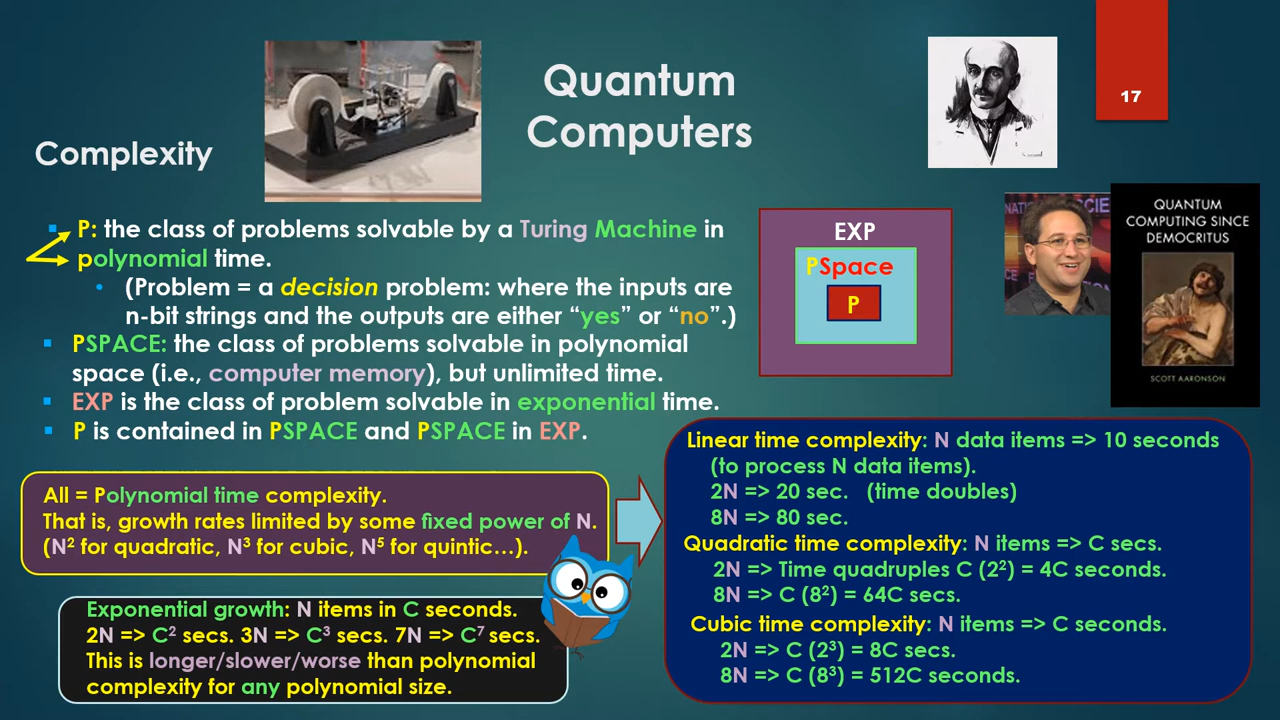 Quantum
Computers
17
Complexity
P: the class of problems solvable by a Turing Machine in
polynomial time.
(Problem = a decision problem: where the inputs are
n-bit strings and the outputs are either “yes” or “no”.)
PSPACE: the class of problems solvable in polynomial
space (i.e., computer memory), but unlimited time.
EXP is the class of problem solvable in exponential time.
P is contained in PSPACE and PSPACE in EXP.
EXP
PSpace
P
QUANTUM
COMPUTING SINCE
DEMOCRITUS
SCOTT AARONSON
All = Polynomial time complexity.
That is, growth rates limited by some fixed power of N.
(N² for quadratic, N³ for cubic, N⁵ for quintic…).
Exponential growth: N items in C seconds.
2N => C² secs. 3N => C³ secs. 7N => C⁷ secs.
This is longer/slower/worse than polynomial
complexity for any polynomial size.
Linear time complexity: N data items => 10 seconds
(to process N data items).
2N => 20 sec. (time doubles)
8N => 80 sec.
Quadratic time complexity: N items => C secs.
2N => Time quadruples C (2²) = 4C seconds.
8N => C (8²) = 64C secs.
Cubic time complexity: N items => C secs.
2N => C (2³) = 8C secs.
8N => C (8³) = 512C seconds.